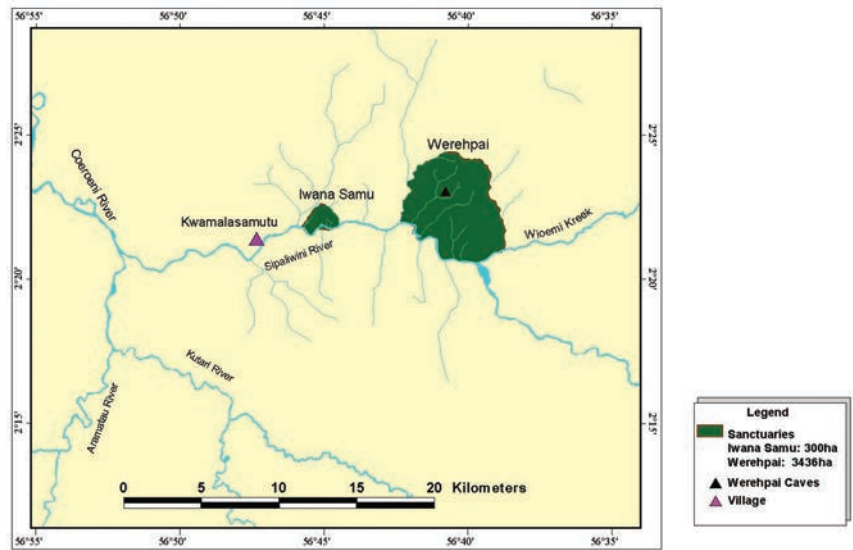 56°55' 56°50' 56°45' 56°40' 56°35'
2°25' 2°25'
Werehpai
Coeroeni River
Iwana Samu
Kwamalasamutu
Wioemi Kreek
Sipaliwini River
2°20' 2°20'
Kutari River
Aramatau River
2°15' 2°15'
0 5 10 15 20 Kilometers
56°55' 56°50' 56°45' 56°40' 56°35'
Legend
Sanctuaries
Iwana Samu: 300ha
Werehpai: 3436ha
Werehpai Caves
Village